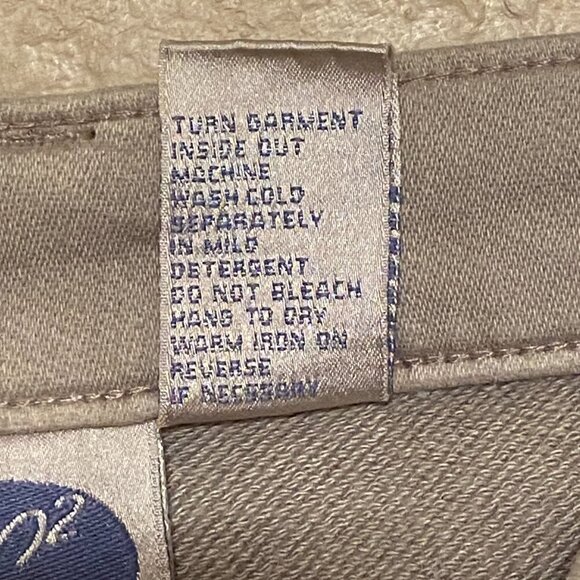 TURN GARMENT
INSIDE OUT
MACHINE
WASH COLD
SEPARATELY
IN MILD
DETERGENT
DO NOT BLEACH
HANG TO DRY
WARM IRON ON
REVERSE
IF NECESSARY